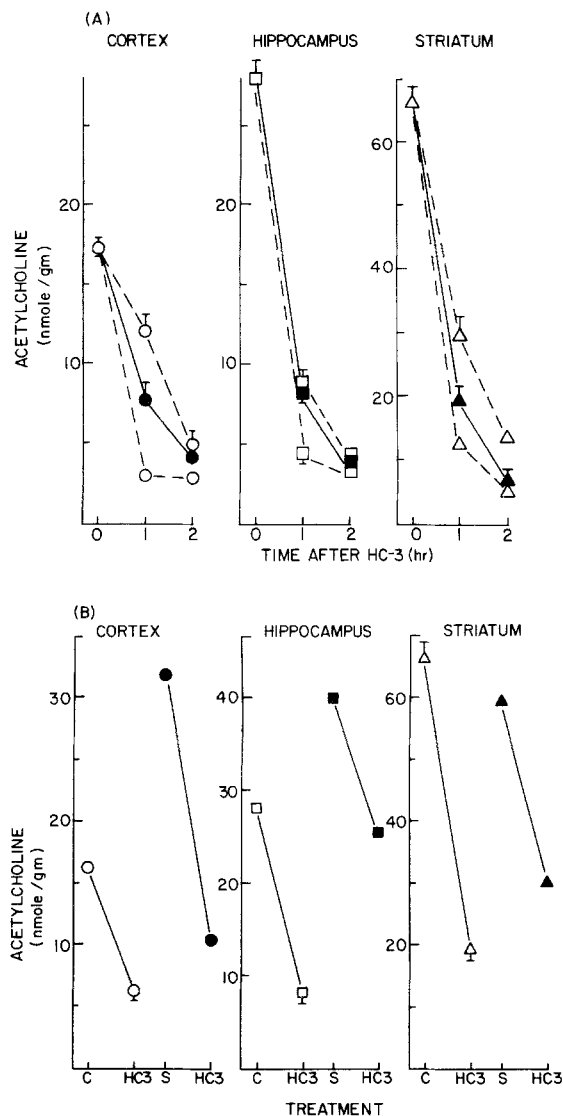 (A)
CORTEX HIPPOCAMPUS STRIATUM
ACETYLCHOLINE
(nmole / gm)
20
10
20
10
60
40
20
0 1 2 0 1 2 0 1 2
TIME AFTER HC-3 (hr)
(B)
CORTEX HIPPOCAMPUS STRIATUM
ACETYLCHOLINE
(nmole / gm)
30
20
10
40
30
20
10
60
40
20
C HC3 S HC3 C HC3 S HC3 C HC3 S HC3
TREATMENT